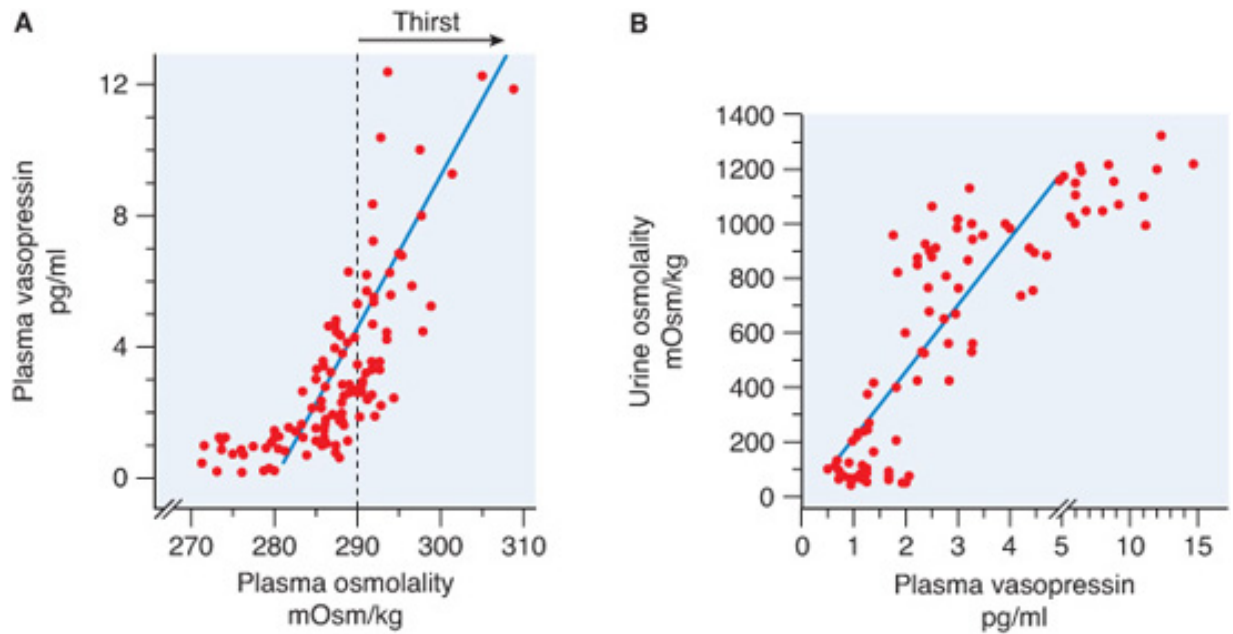 A
Thirst
12
8
4
0
Plasma vasopressin
pg/ml
270 280 290 300 310
Plasma osmolality
mOsm/kg
B
1400
1200
1000
800
600
400
200
0
Urine osmolality
mOsm/kg
0 1 2 3 4 5 10 15
Plasma vasopressin
pg/ml